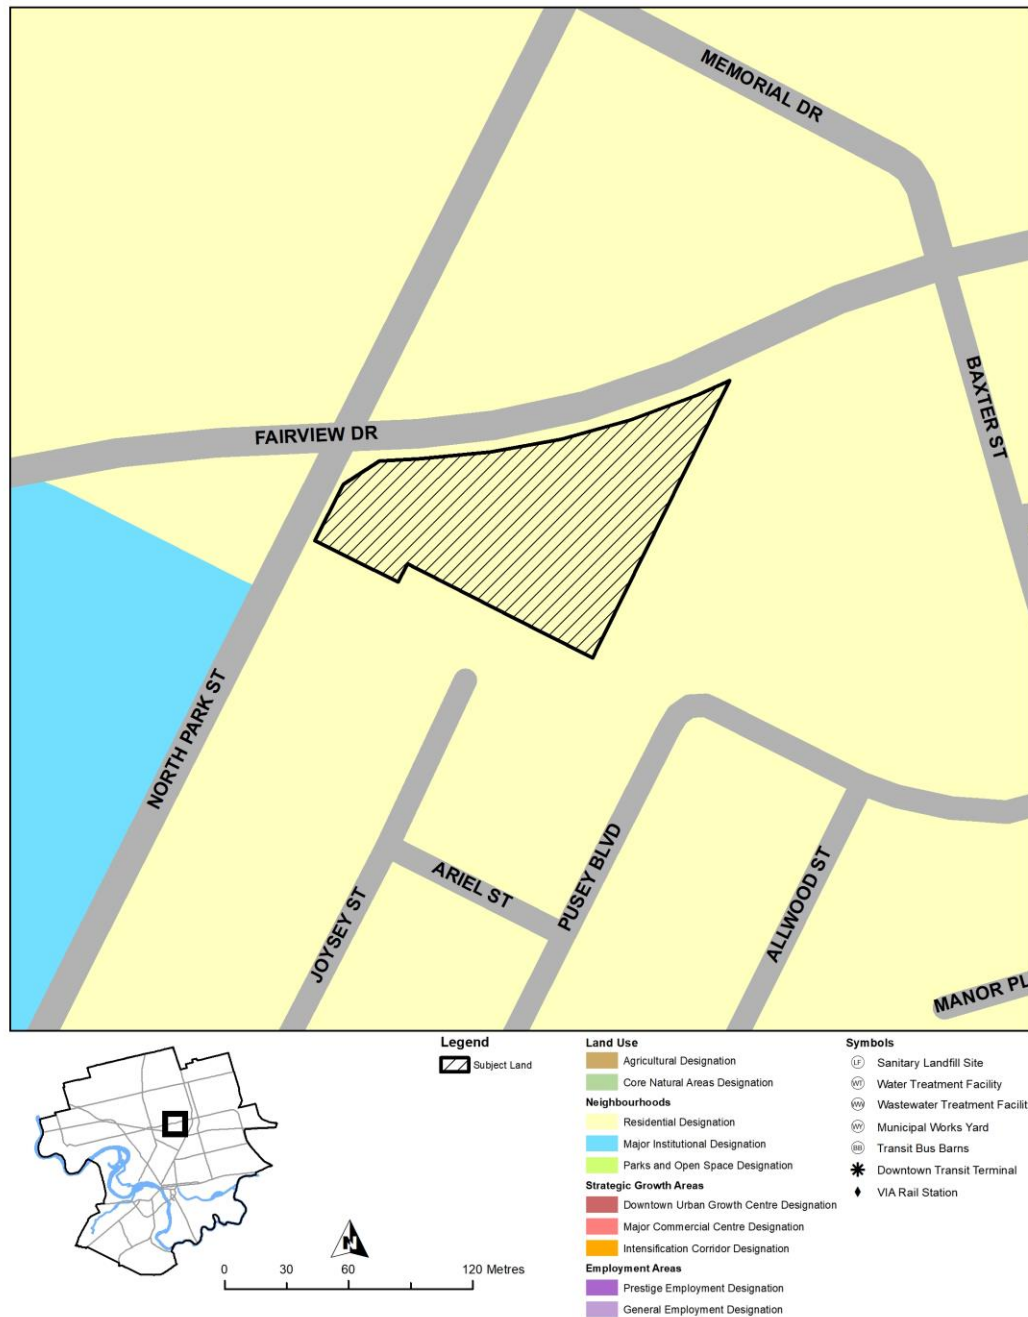 MEMORIAL DR
BAXTER ST
FAIRVIEW DR
NORTH PARK ST
JOYSEY ST
ARIEL ST
PUSEY BLVD
ALLWOOD ST
MANOR PL
Legend
Subject Land
Land Use
Agricultural Designation
Core Natural Areas Designation
Neighbourhoods
Residential Designation
Major Institutional Designation
Parks and Open Space Designation
Strategic Growth Areas
Downtown Urban Growth Centre Designation
Major Commercial Centre Designation
Intensification Corridor Designation
Employment Areas
Prestige Employment Designation
General Employment Designation
Symbols
LF Sanitary Landfill Site
WT Water Treatment Facility
WW Wastewater Treatment Facilit
WY Municipal Works Yard
BB Transit Bus Barns
Downtown Transit Terminal
VIA Rail Station
N
0 30 60 120 Metres